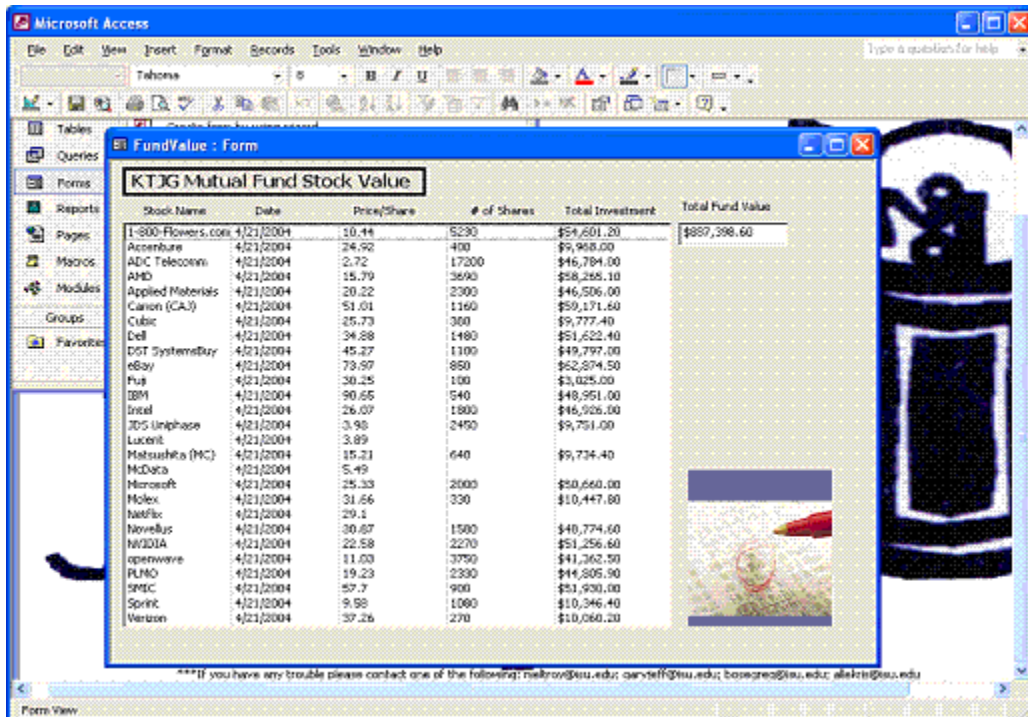 Microsoft Access
File Edit View Insert Format Records Tools Window Help Type a question for help
Tahoma 8 B I U
Tables
Queries
Forms
Reports
Pages
Macros
Modules
Groups
Favorites
FundValue : Form
KTJG Mutual Fund Stock Value
Stock Name Date Price/Share # of Shares Total Investment Total Fund Value
1-800-Flowers.com 4/21/2004 10.44 5230 $54,601.20 $897,398.60
Accenture 4/21/2004 24.92 400 $9,968.00
ADC Telecomm 4/21/2004 2.72 17200 $46,784.00
AMD 4/21/2004 15.79 3690 $58,265.10
Applied Materials 4/21/2004 20.22 2300 $46,506.00
Canon (CAJ) 4/21/2004 51.01 1160 $59,171.60
Cubic 4/21/2004 25.73 380 $9,777.40
Dell 4/21/2004 34.88 1480 $51,622.40
DST SystemsBuy 4/21/2004 45.27 1100 $49,797.00
eBay 4/21/2004 73.97 850 $62,874.50
Fuji 4/21/2004 30.25 100 $3,025.00
IBM 4/21/2004 90.65 540 $48,951.00
Intel 4/21/2004 26.07 1800 $46,926.00
JDS Uniphase 4/21/2004 3.98 2450 $9,751.00
Lucent 4/21/2004 3.89
Matsushita (MC) 4/21/2004 15.21 640 $9,734.40
McData 4/21/2004 5.49
Microsoft 4/21/2004 25.33 2000 $50,660.00
Molex 4/21/2004 31.66 330 $10,447.80
Netflix 4/21/2004 29.1
Novellus 4/21/2004 30.87 1580 $48,774.60
NVIDIA 4/21/2004 22.58 2270 $51,256.60
openwave 4/21/2004 11.03 3750 $41,362.50
PLMO 4/21/2004 19.23 2330 $44,805.90
SMIC 4/21/2004 57.7 900 $51,930.00
Sprint 4/21/2004 9.58 1080 $10,346.40
Verizon 4/21/2004 37.26 270 $10,060.20
***If you have any trouble please contact one of the following:
Form View